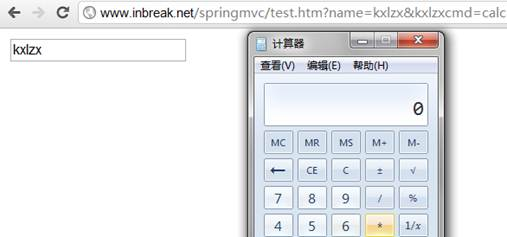 www.inbreak.net/springmvc/test.htm?name=kxlzx&kxlzxcmd=calc
kxlzx
计算器
查看(V) 编辑(E) 帮助(H)
0
MC MR MS M+ M-
← CE C ± √
7 8 9 / %
4 5 6 * 1/x